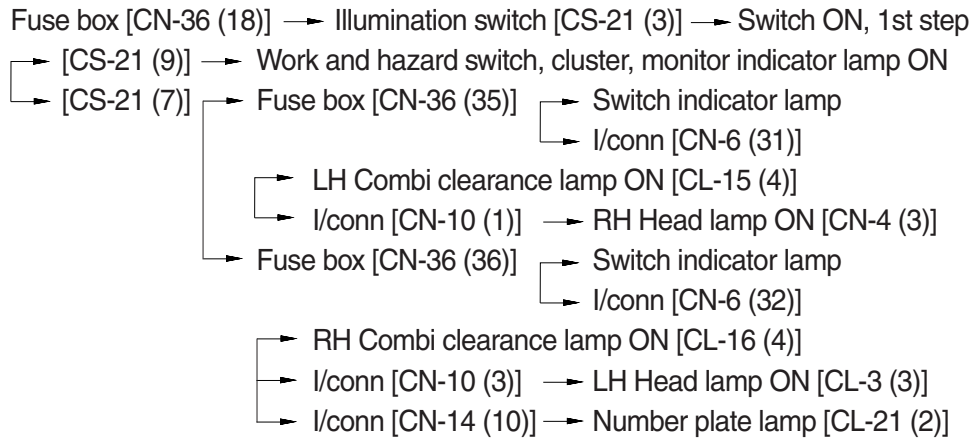 Fuse box [CN-36 (18)] → Illumination switch [CS-21 (3)] → Switch ON, 1st step
[CS-21 (9)] → Work and hazard switch, cluster, monitor indicator lamp ON
[CS-21 (7)] → Fuse box [CN-36 (35)] → Switch indicator lamp
→ I/conn [CN-6 (31)]
→ LH Combi clearance lamp ON [CL-15 (4)]
→ I/conn [CN-10 (1)] → RH Head lamp ON [CN-4 (3)]
→ Fuse box [CN-36 (36)] → Switch indicator lamp
→ I/conn [CN-6 (32)]
→ RH Combi clearance lamp ON [CL-16 (4)]
→ I/conn [CN-10 (3)] → LH Head lamp ON [CL-3 (3)]
→ I/conn [CN-14 (10)] → Number plate lamp [CL-21 (2)]